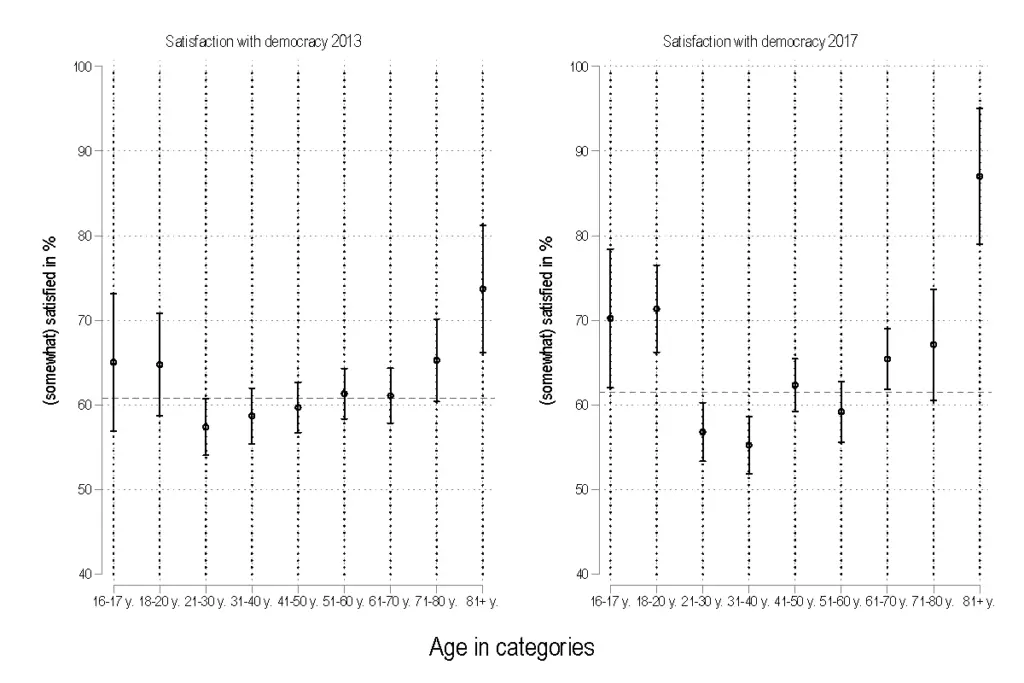 Satisfaction with democracy 2013
100
90
80
70
60
50
40
(somewhat) satisfied in %
16-17 y. 18-20 y. 21-30 y. 31-40 y. 41-50 y. 51-60 y. 61-70 y. 71-80 y. 81+ y.
Satisfaction with democracy 2017
100
90
80
70
60
50
40
(somewhat) satisfied in %
16-17 y. 18-20 y. 21-30 y. 31-40 y. 41-50 y. 51-60 y. 61-70 y. 71-80 y. 81+ y.
Age in categories